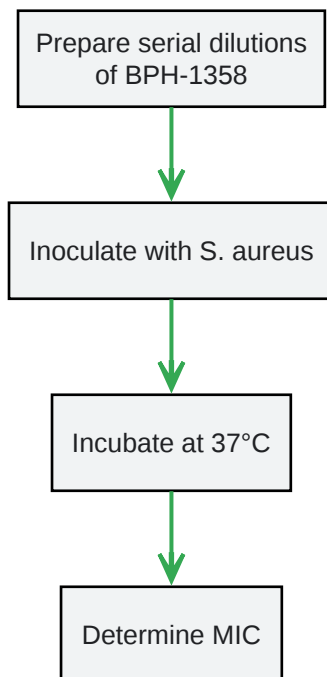 Prepare serial dilutions
of BPH-1358
Inoculate with S. aureus
Incubate at 37°C
Determine MIC